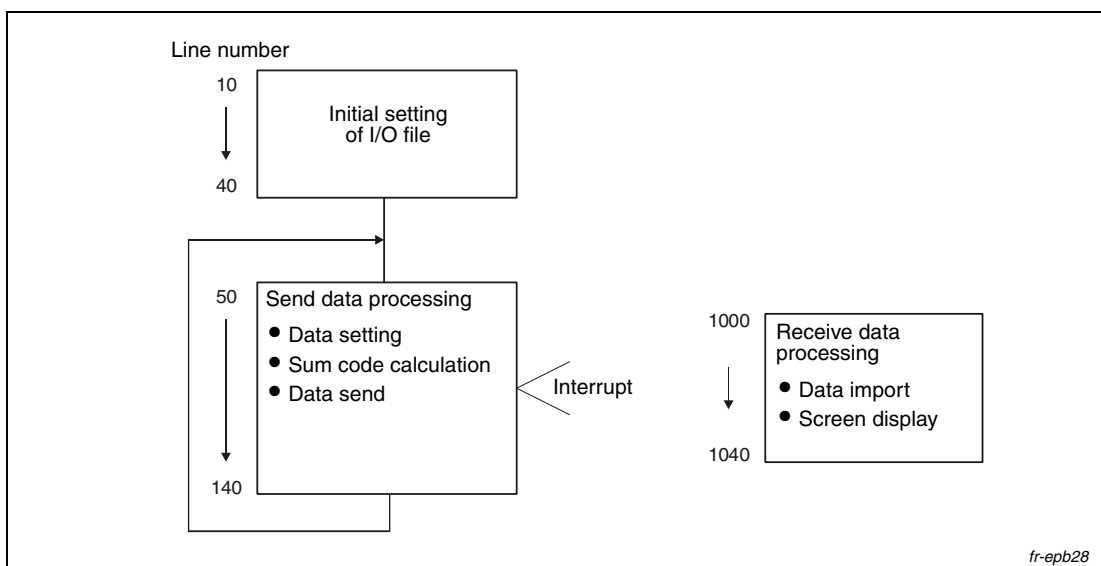 Line number
10
40
Initial setting
of I/O file
50
140
Send data processing
● Data setting
● Sum code calculation
● Data send
Interrupt
1000
1040
Receive data
processing
● Data import
● Screen display
fr-epb28